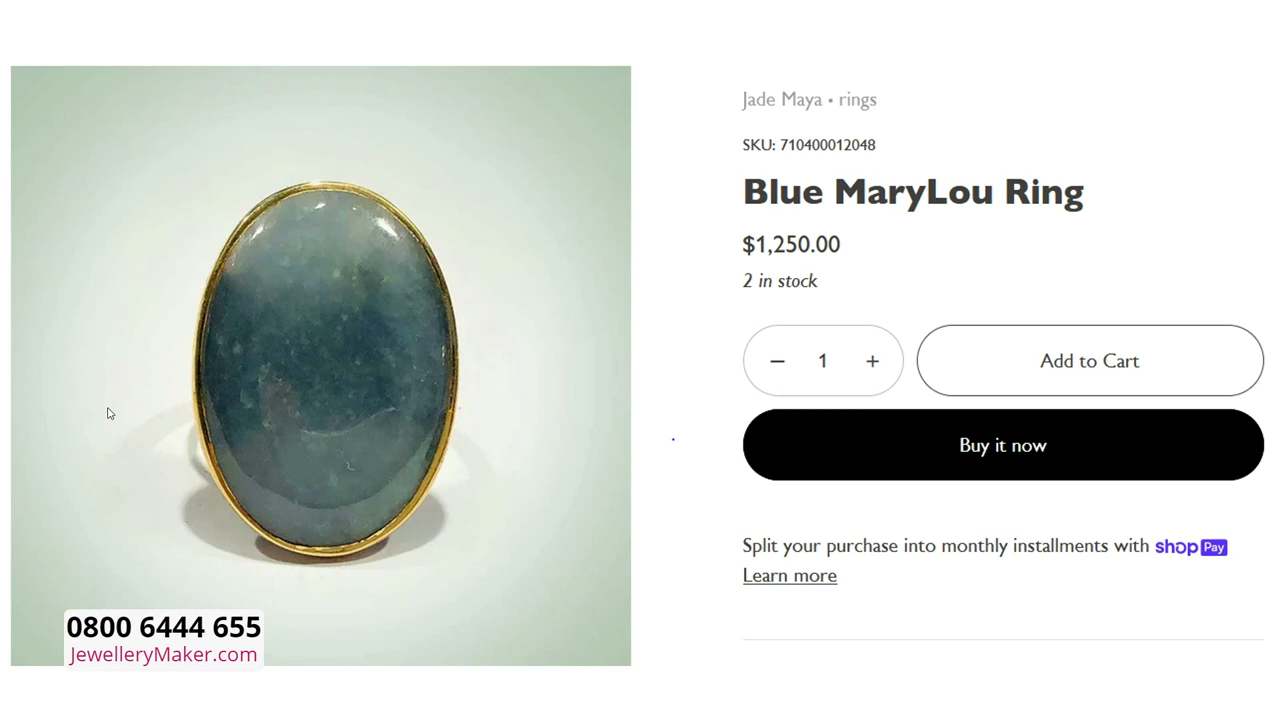 Jade Maya • rings
SKU: 710400012048
Blue MaryLou Ring
$1,250.00
2 in stock
− 1 +
Add to Cart
Buy it now
Split your purchase into monthly installments with shop Pay
Learn more
0800 6444 655
JewelleryMaker.com